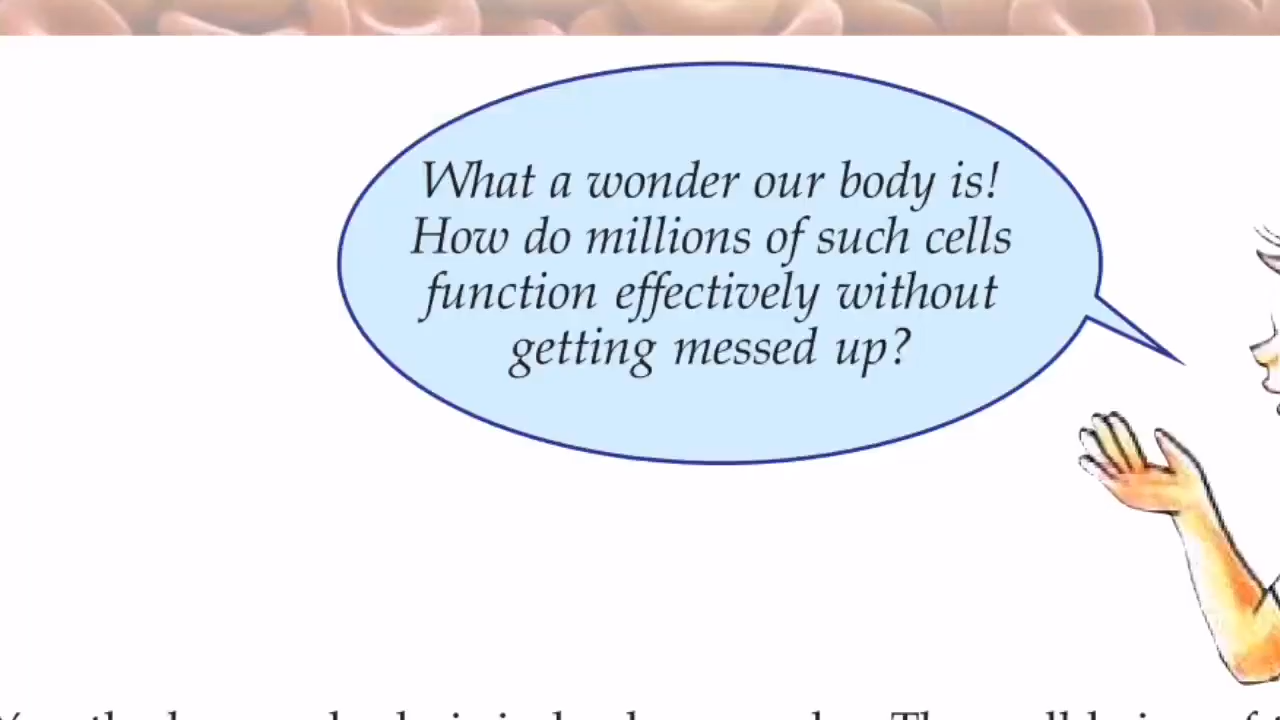 What a wonder our body is!
How do millions of such cells
function effectively without
getting messed up?